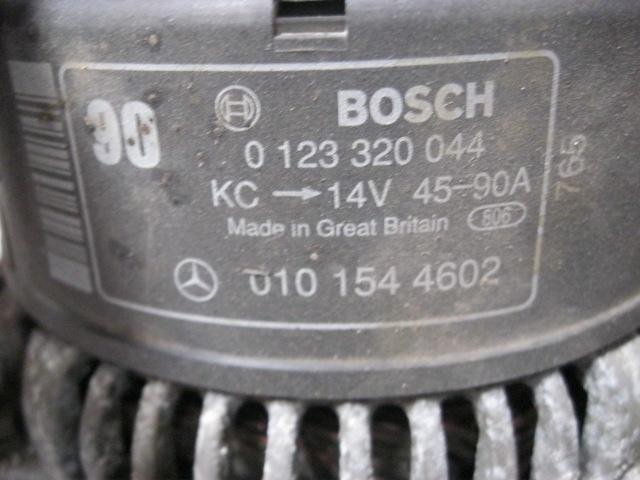 90 BOSCH
0 123 320 044
KC → 14V 45-90A
Made in Great Britain 806
010 154 4602
765